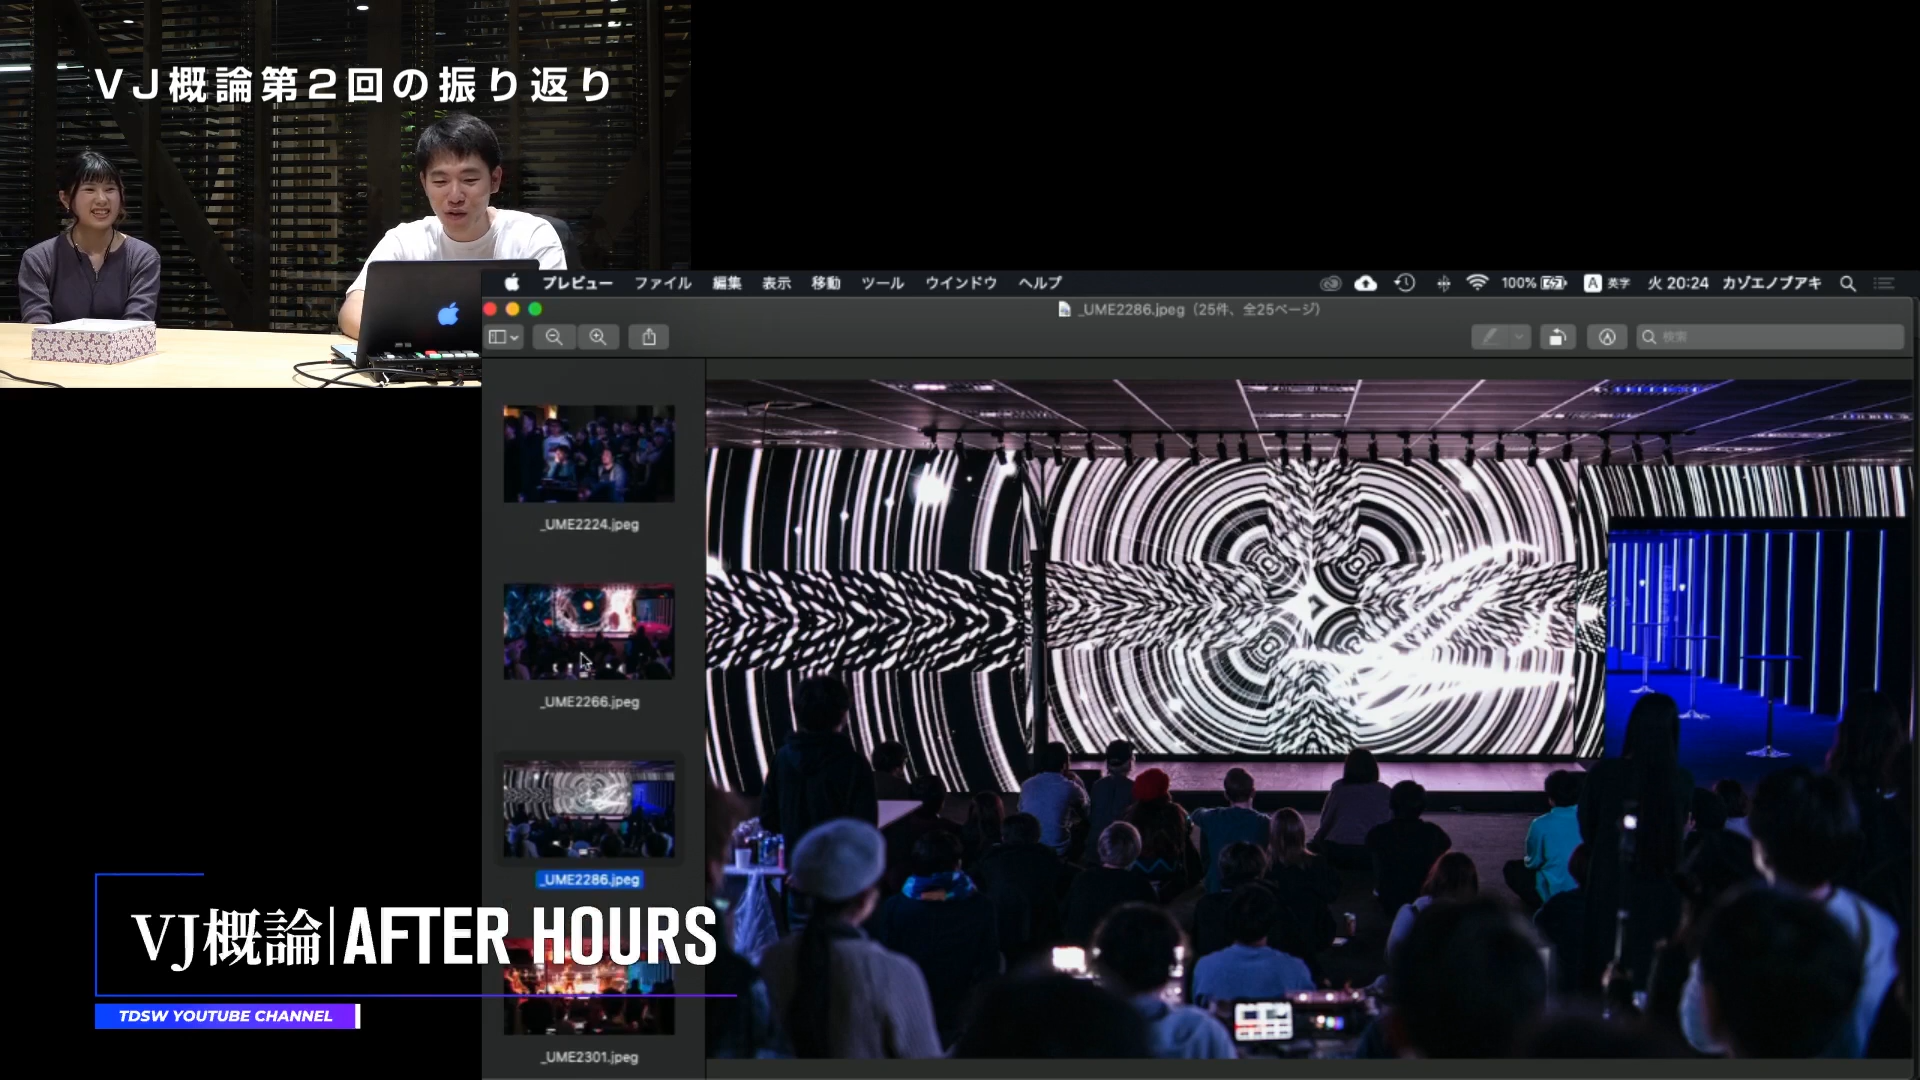 VJ概論第2回の振り返り
プレビュー ファイル 編集 表示 移動 ツール ウインドウ ヘルプ 100% A 英字 火 20:24 カゾエノブアキ
_UME2286.jpeg（25件、全25ページ）
検索
_UME2224.jpeg
_UME2266.jpeg
_UME2286.jpeg
VJ概論|AFTER HOURS
TDSW YOUTUBE CHANNEL
_UME2301.jpeg